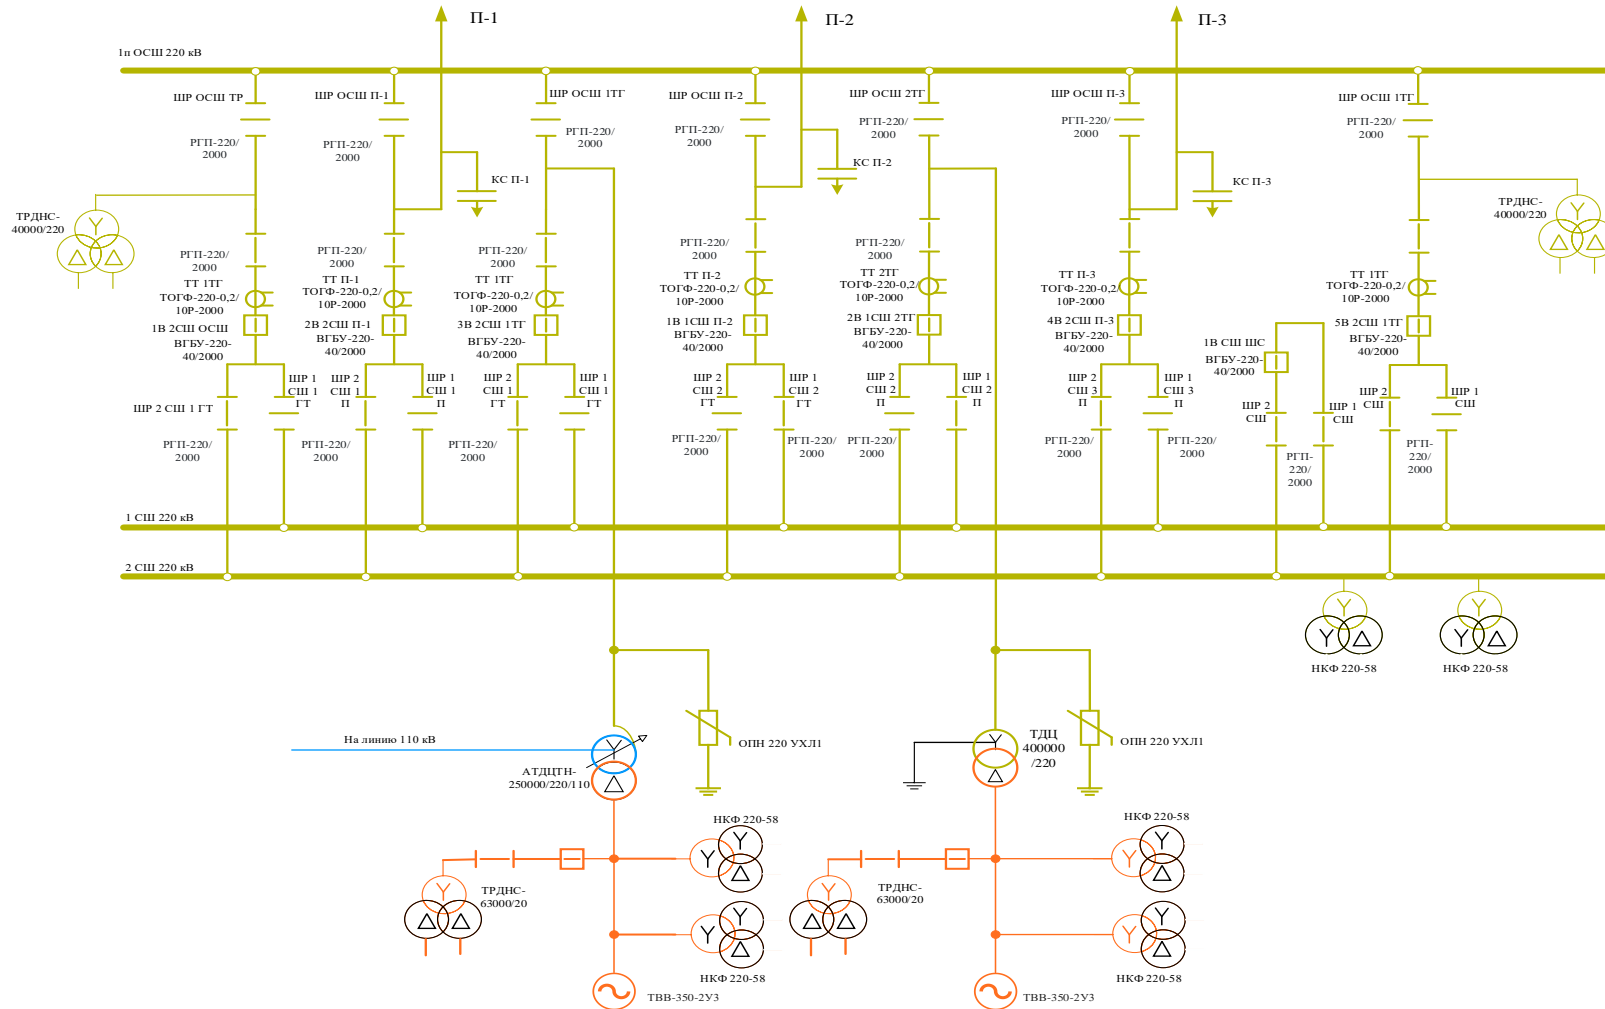 П-1
П-2
П-3
1п ОСШ 220 кВ
ШР ОСШ ТР
ШР ОСШ П-1
ШР ОСШ 1ТГ
ШР ОСШ П-2
ШР ОСШ 2ТГ
ШР ОСШ П-3
ШР ОСШ 1ТГ
РГП-220/
2000
РГП-220/
2000
РГП-220/
2000
РГП-220/
2000
РГП-220/
2000
РГП-220/
2000
РГП-220/
2000
КС П-1
КС П-2
КС П-3
ТРДНС-
40000/220
ТРДНС-
40000/220
РГП-220/
2000
РГП-220/
2000
РГП-220/
2000
РГП-220/
2000
РГП-220/
2000
ТТ 1ТГ
ТОГФ-220-0,2/
10Р-2000
ТТ П-1
ТОГФ-220-0,2/
10Р-2000
ТТ 1ТГ
ТОГФ-220-0,2/
10Р-2000
ТТ П-2
ТОГФ-220-0,2/
10Р-2000
ТТ 2ТГ
ТОГФ-220-0,2/
10Р-2000
ТТ П-3
ТОГФ-220-0,2/
10Р-2000
ТТ 1ТГ
ТОГФ-220-0,2/
10Р-2000
1В 2СШ ОСШ
ВГБУ-220-
40/2000
2В 2СШ П-1
ВГБУ-220-
40/2000
3В 2СШ 1ТГ
ВГБУ-220-
40/2000
1В 1СШ П-2
ВГБУ-220-
40/2000
2В 1СШ 2ТГ
ВГБУ-220-
40/2000
4В 2СШ П-3
ВГБУ-220-
40/2000
1В СШ ШС
ВГБУ-220-
40/2000
5В 2СШ 1ТГ
ВГБУ-220-
40/2000
ШР 2 СШ 1 ГТ
ШР 1
СШ 1
ГТ
ШР 2
СШ 1
П
ШР 1
СШ 1
П
ШР 2
СШ 1
ГТ
ШР 1
СШ 1
ГТ
ШР 2
СШ 2
ГТ
ШР 1
СШ 2
ГТ
ШР 2
СШ 2
П
ШР 1
СШ 2
П
ШР 2
СШ 3
П
ШР 1
СШ 3
П
ШР 2
СШ
ШР 1
СШ
ШР 2
СШ
ШР 1
СШ
РГП-220/
2000
РГП-220/
2000
РГП-220/
2000
РГП-220/
2000
РГП-220/
2000
РГП-220/
2000
РГП-220/
2000
РГП-220/
2000
РГП-
220/
2000
РГП-
220/
2000
1 СШ 220 кВ
2 СШ 220 кВ
НКФ 220-58
НКФ 220-58
На линию 110 кВ
АТДЦТН-
250000/220/110
ОПН 220 УХЛ1
ТДЦ
400000
/220
ОПН 220 УХЛ1
НКФ 220-58
НКФ 220-58
ТРДНС-
63000/20
ТРДНС-
63000/20
НКФ 220-58
НКФ 220-58
ТВВ-350-2У3
ТВВ-350-2У3